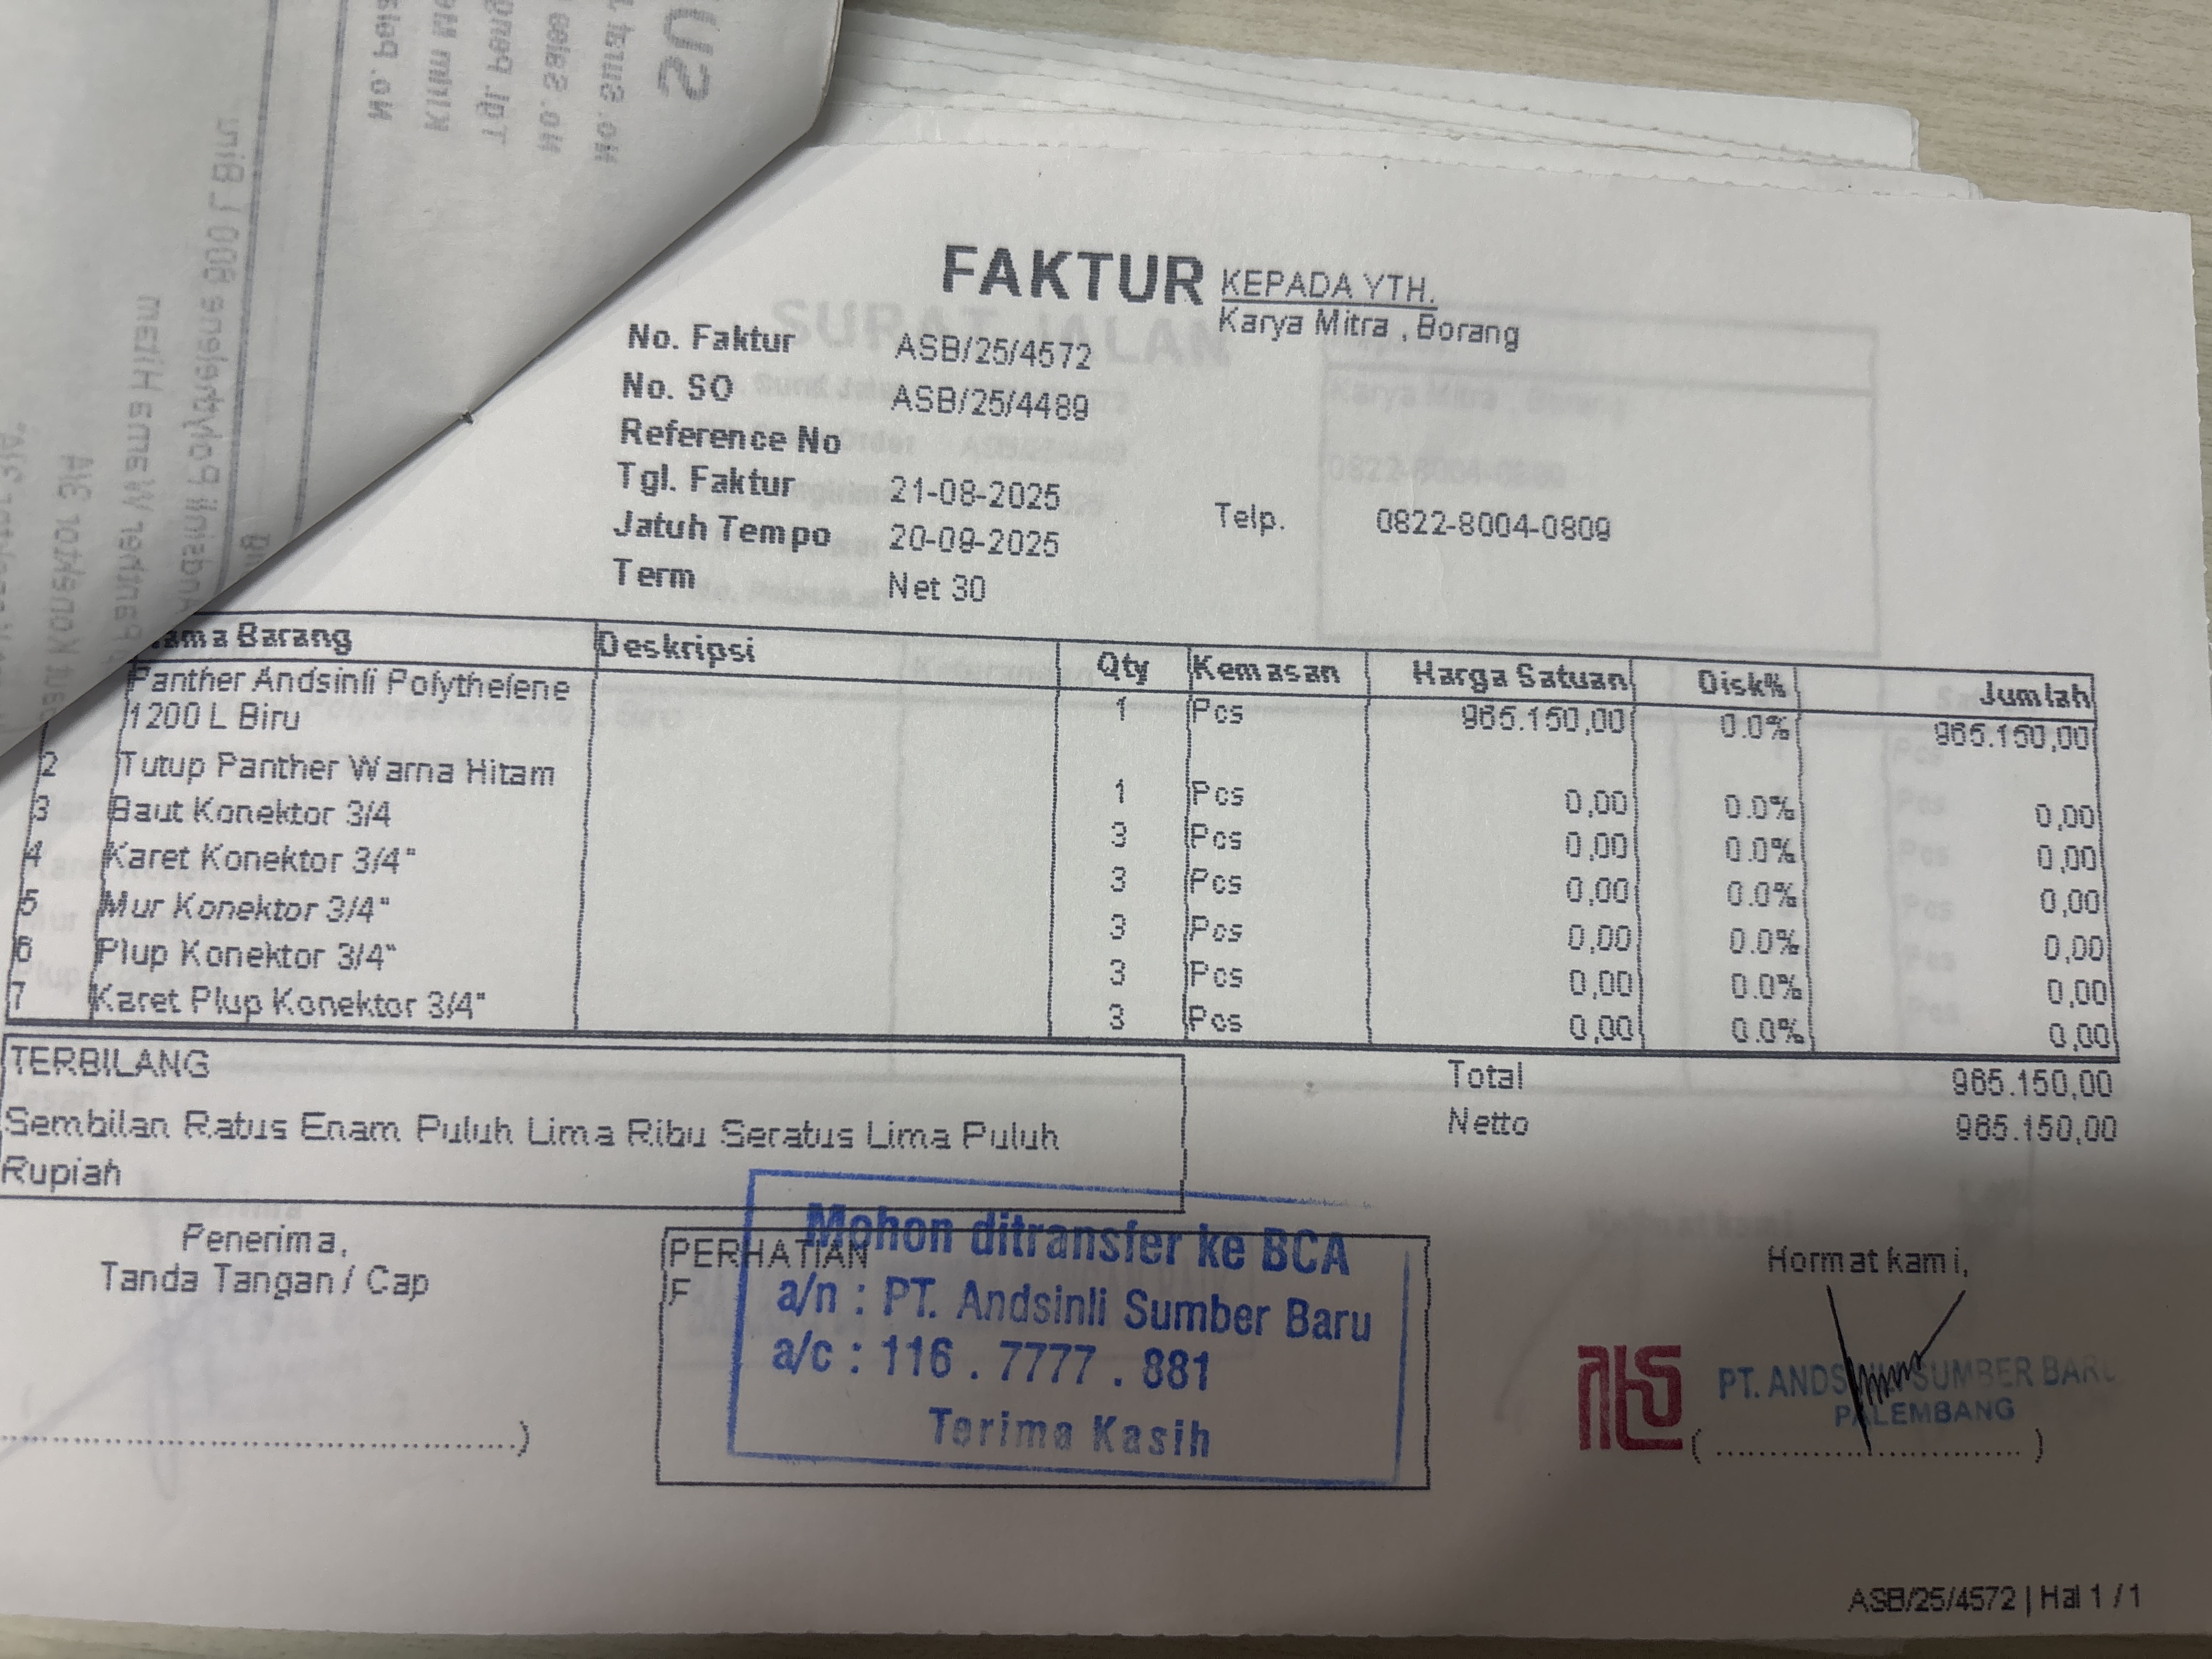 FAKTUR
KEPADA YTH.
Karya Mitra , Borang
No. Faktur ASB/25/4572
No. SO ASB/25/4489
Reference No
Tgl. Faktur 21-08-2025
Telp. 0822-8004-0809
Jatuh Tempo 20-09-2025
Term Net 30
Barang Deskripsi Qty Kemasan Harga Satuan Disk% Jumlah
Panther Andsinli Polythelene
1200 L Biru 1 Pcs 965.150,00 0.0% 965.150,00
2 Tutup Panther Warna Hitam 1 Pcs 0,00 0.0% 0,00
3 Baut Konektor 3/4 3 Pcs 0,00 0.0% 0,00
4 Karet Konektor 3/4" 3 Pcs 0,00 0.0% 0,00
5 Mur Konektor 3/4" 3 Pcs 0,00 0.0% 0,00
6 Plup Konektor 3/4" 3 Pcs 0,00 0.0% 0,00
7 Karet Plup Konektor 3/4" 3 Pcs 0,00 0.0% 0,00
TERBILANG
Sembilan Ratus Enam Puluh Lima Ribu Seratus Lima Puluh
Rupiah
Total 965.150,00
Netto 965.150,00
Penerima,
Tanda Tangan / Cap
PERHATIAN
F
Mohon ditransfer ke BCA
a/n : PT. Andsinli Sumber Baru
a/c : 116 . 7777 . 881
Terima Kasih
Hormat kami,
PT. ANDSINLI SUMBER BARU
PALEMBANG
ASB/25/4572 | Hal 1 / 1